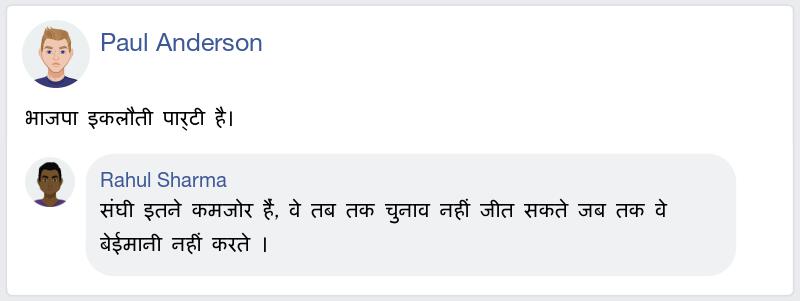 Paul Anderson
भाजपा इकलौती पार्टी है।
Rahul Sharma
संघी इतने कमजोर हैं, वे तब तक चुनाव नहीं जीत सकते जब तक वे
बेईमानी नहीं करते ।